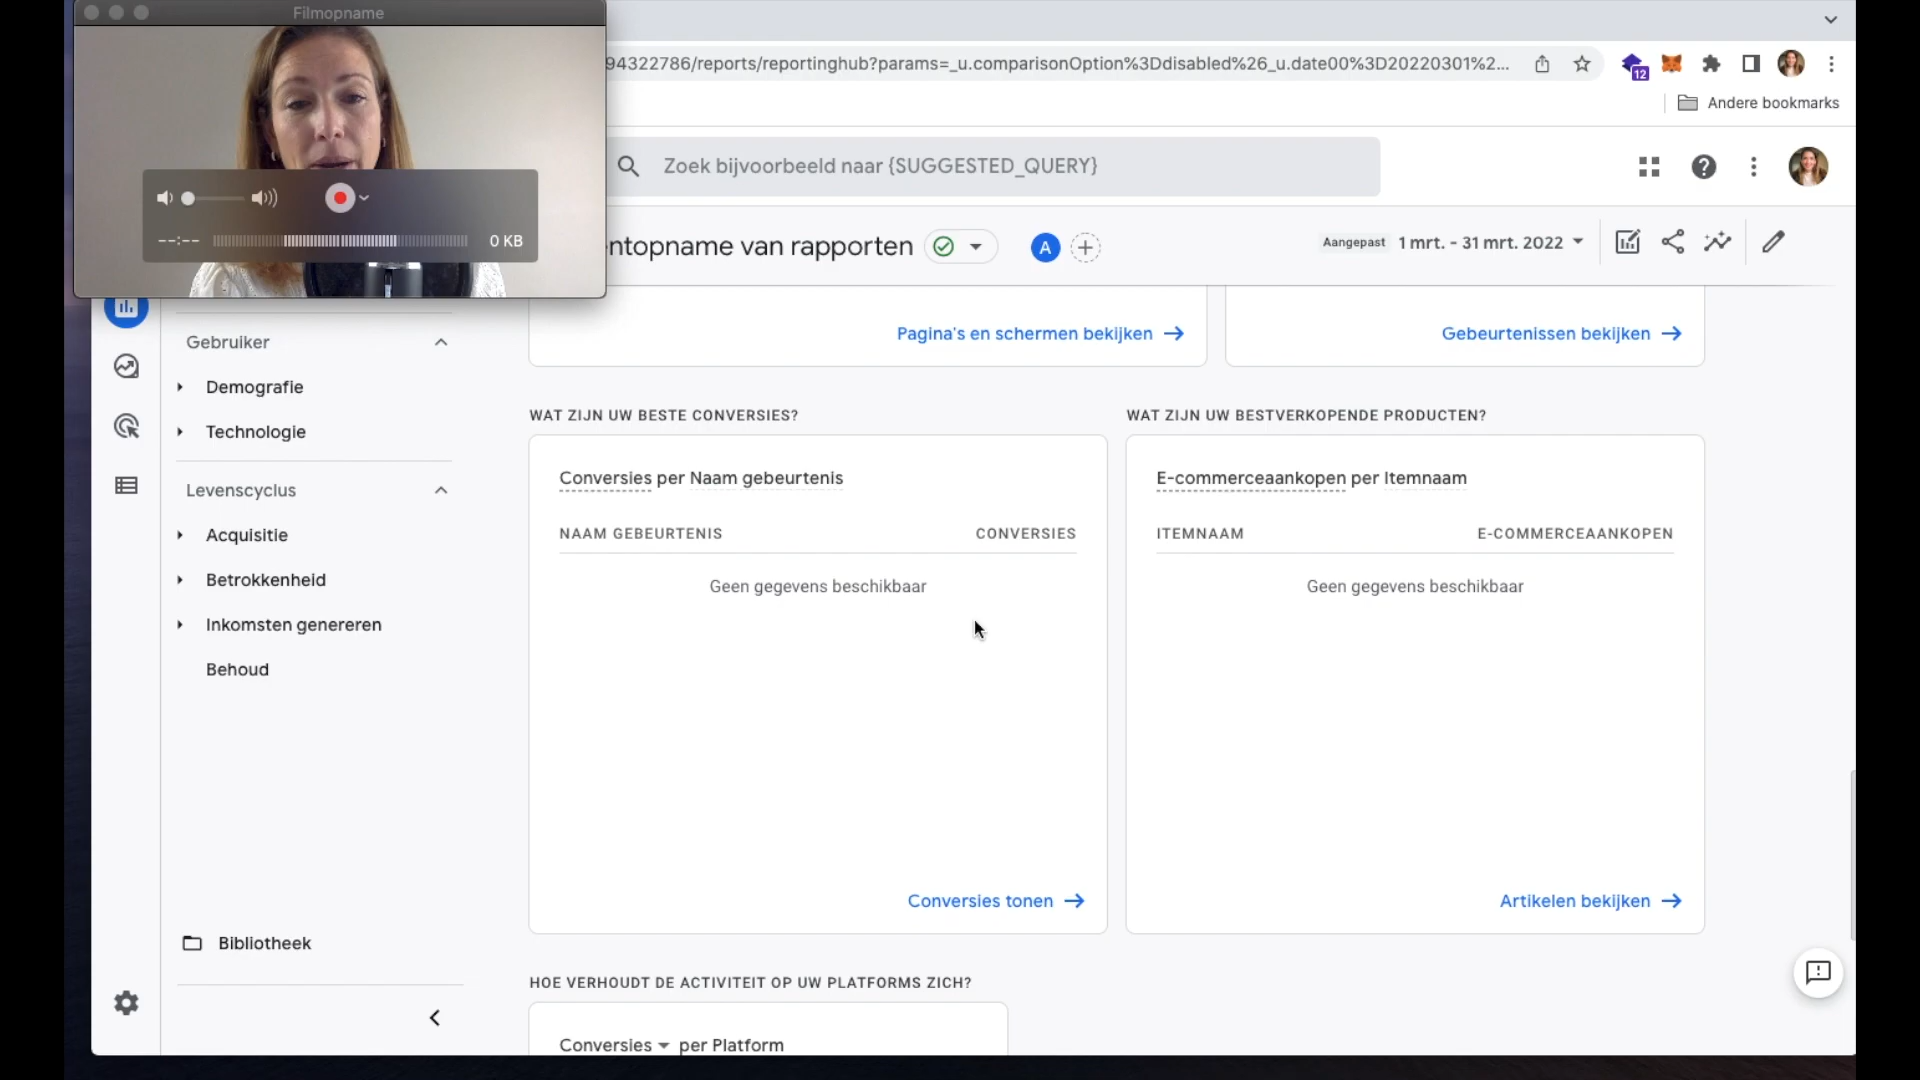 Filmopname
--:--
0 KB
94322786/reports/reportinghub?params=_u.comparisonOption%3Ddisabled%26_u.date00%3D20220301%2...
12
Andere bookmarks
Zoek bijvoorbeeld naar {SUGGESTED_QUERY}
entopname van rapporten
A
Aangepast 1 mrt. - 31 mrt. 2022
Gebruiker
Demografie
Technologie
Levenscyclus
Acquisitie
Betrokkenheid
Inkomsten genereren
Behoud
Bibliotheek
Pagina's en schermen bekijken
Gebeurtenissen bekijken
WAT ZIJN UW BESTE CONVERSIES?
Conversies per Naam gebeurtenis
NAAM GEBEURTENIS CONVERSIES
Geen gegevens beschikbaar
Conversies tonen
WAT ZIJN UW BESTVERKOPENDE PRODUCTEN?
E-commerceaankopen per Itemnaam
ITEMNAAM E-COMMERCEAANKOPEN
Geen gegevens beschikbaar
Artikelen bekijken
HOE VERHOUDT DE ACTIVITEIT OP UW PLATFORMS ZICH?
Conversies per Platform